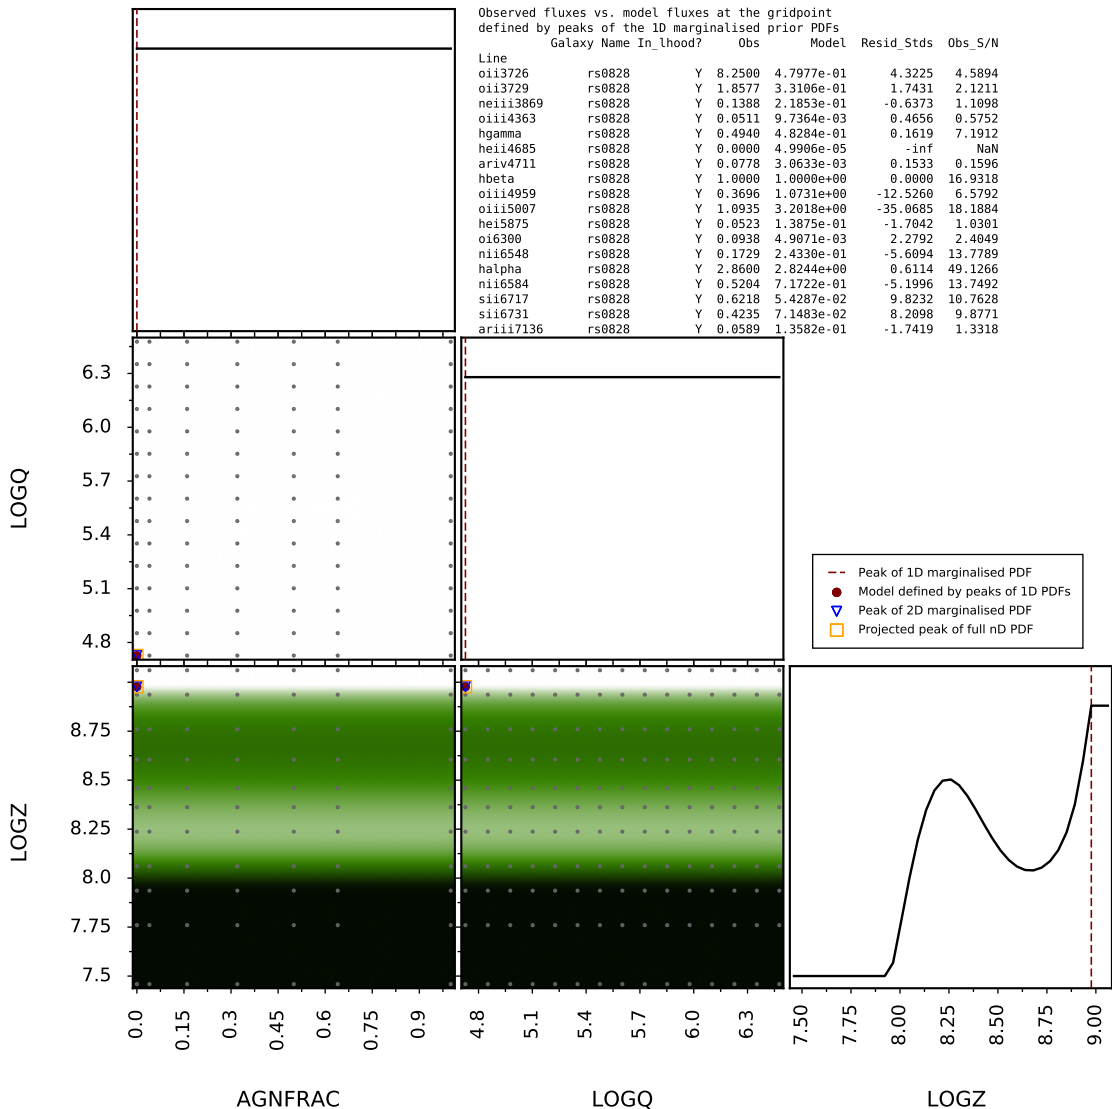 Observed fluxes vs. model fluxes at the gridpoint
defined by peaks of the 1D marginalised prior PDFs
Galaxy Name In_lhood? Obs Model Resid_Stds Obs_S/N
Line
oii3726 rs0828 Y 8.2500 4.7977e-01 4.3225 4.5894
oii3729 rs0828 Y 1.8577 3.3106e-01 1.7431 2.1211
neiii3869 rs0828 Y 0.1388 2.1853e-01 -0.6373 1.1098
oiii4363 rs0828 Y 0.0511 9.7364e-03 0.4656 0.5752
hgamma rs0828 Y 0.4940 4.8284e-01 0.1619 7.1912
heii4685 rs0828 Y 0.0000 4.9906e-05 -inf NaN
ariv4711 rs0828 Y 0.0778 3.0633e-03 0.1533 0.1596
hbeta rs0828 Y 1.0000 1.0000e+00 0.0000 16.9318
oiii4959 rs0828 Y 0.3696 1.0731e+00 -12.5260 6.5792
oiii5007 rs0828 Y 1.0935 3.2018e+00 -35.0685 18.1884
hei5875 rs0828 Y 0.0523 1.3875e-01 -1.7042 1.0301
oi6300 rs0828 Y 0.0938 4.9071e-03 2.2792 2.4049
nii6548 rs0828 Y 0.1729 2.4330e-01 -5.6094 13.7789
halpha rs0828 Y 2.8600 2.8244e+00 0.6114 49.1266
nii6584 rs0828 Y 0.5204 7.1722e-01 -5.1996 13.7492
sii6717 rs0828 Y 0.6218 5.4287e-02 9.8232 10.7628
sii6731 rs0828 Y 0.4235 7.1483e-02 8.2098 9.8771
ariii7136 rs0828 Y 0.0589 1.3582e-01 -1.7419 1.3318
LOGQ
6.3
6.0
5.7
5.4
5.1
4.8
Peak of 1D marginalised PDF
Model defined by peaks of 1D PDFs
Peak of 2D marginalised PDF
Projected peak of full nD PDF
LOGZ
8.75
8.5
8.25
8.0
7.75
7.5
0.0 0.15 0.3 0.45 0.6 0.75 0.9
4.8 5.1 5.4 5.7 6.0 6.3
7.50 7.75 8.00 8.25 8.50 8.75 9.00
AGNFRAC LOGQ LOGZ